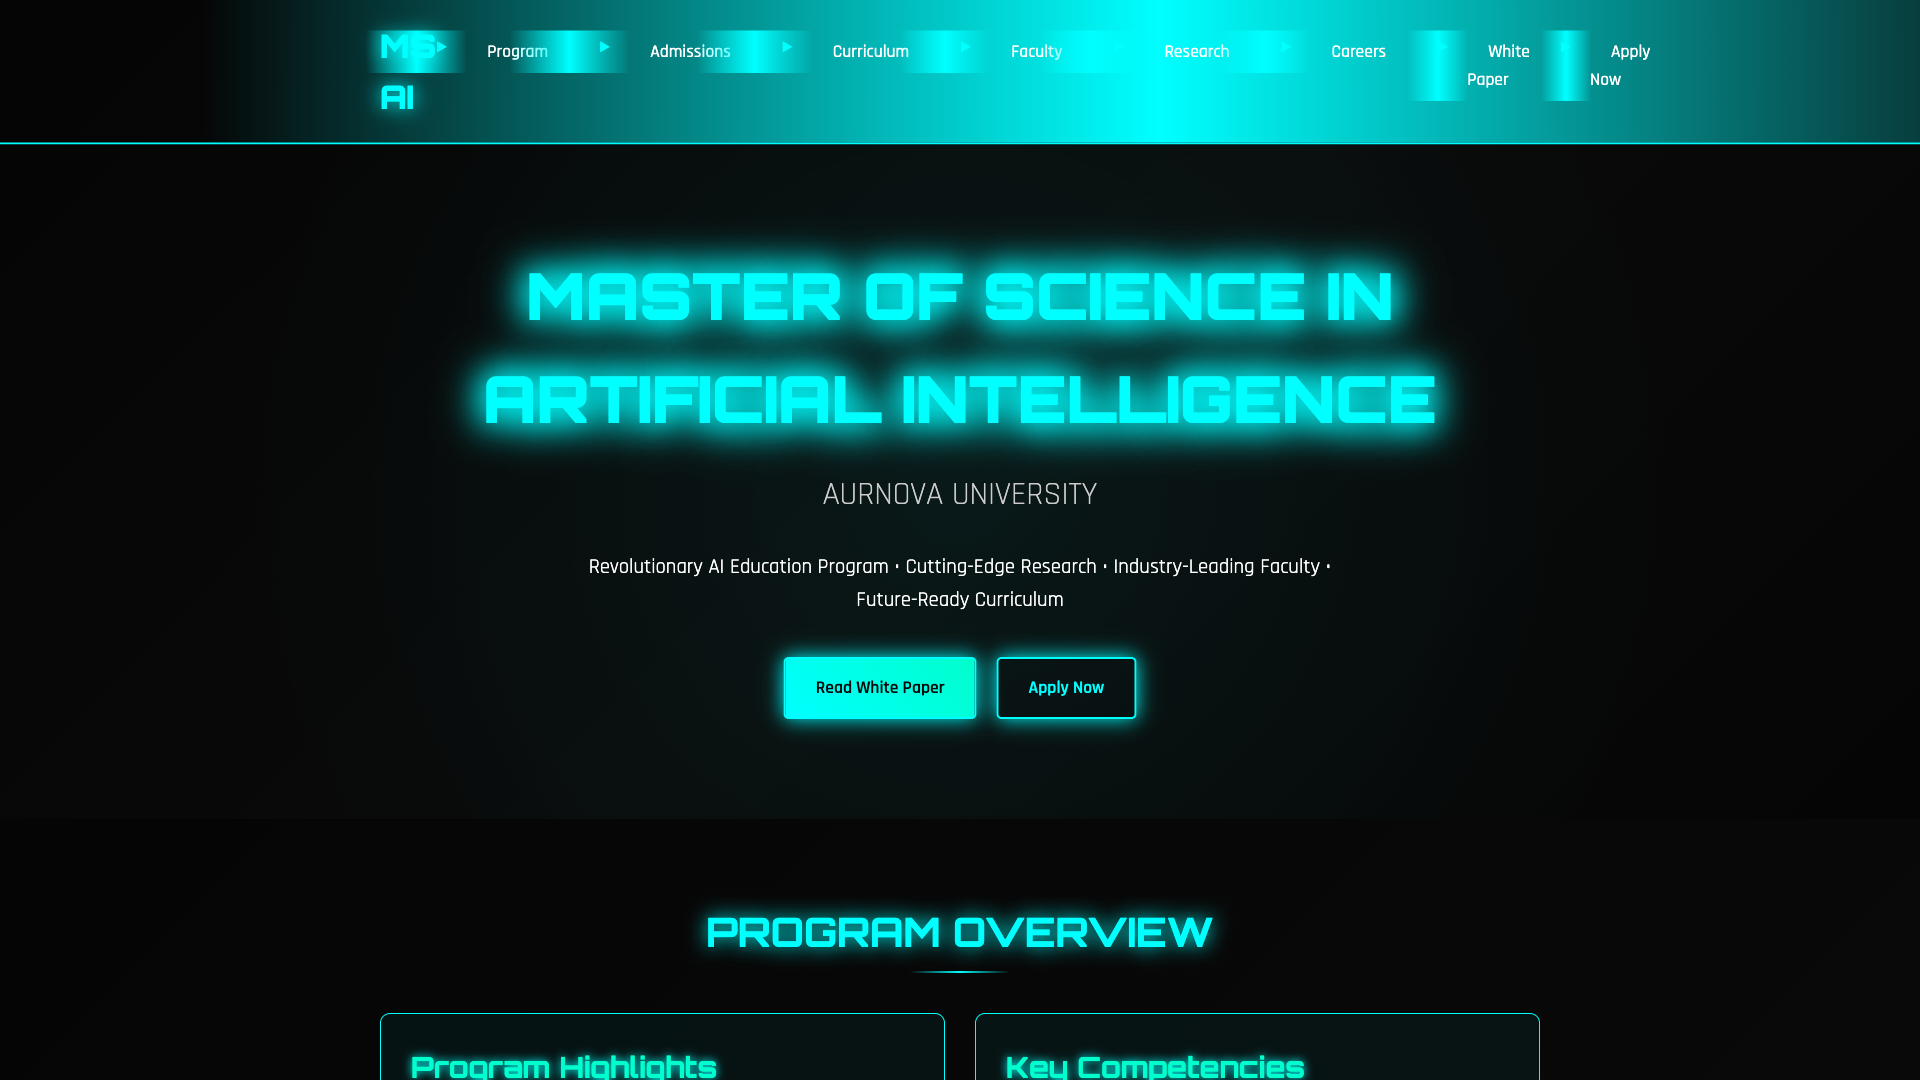 MS
AI
Program
Admissions
Curriculum
Faculty
Research
Careers
White
Paper
Apply
Now
MASTER OF SCIENCE IN
ARTIFICIAL INTELLIGENCE
AURNOVA UNIVERSITY
Revolutionary AI Education Program • Cutting-Edge Research • Industry-Leading Faculty •
Future-Ready Curriculum
Read White Paper
Apply Now
PROGRAM OVERVIEW
Program Highlights
Key Competencies